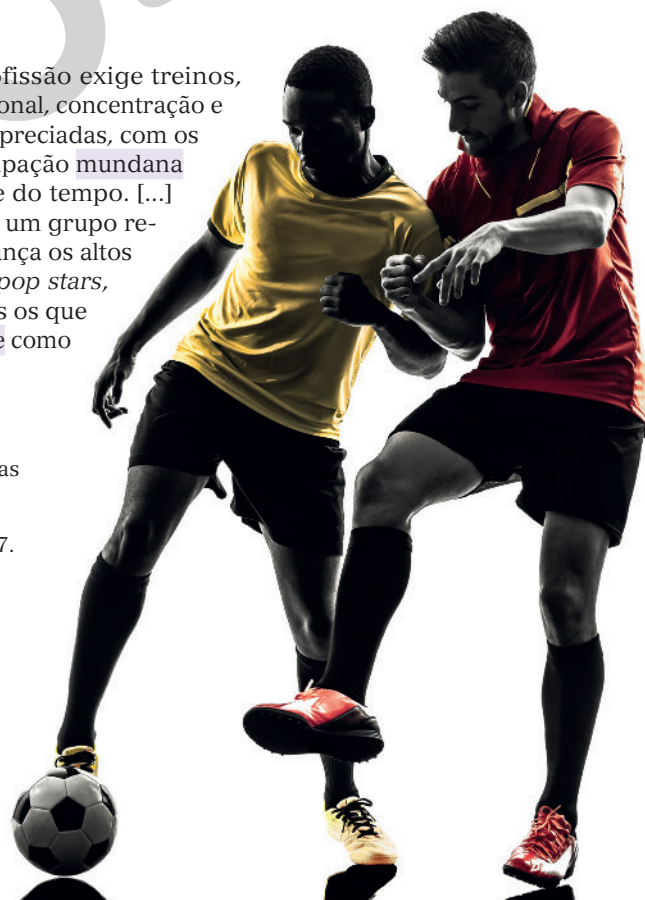 ofissão exige treinos,
onal, concentração e
preciadas, com os
pação mundana
e do tempo. [...]
um grupo re-
nça os altos
pop stars,
s os que
e como
as
7.